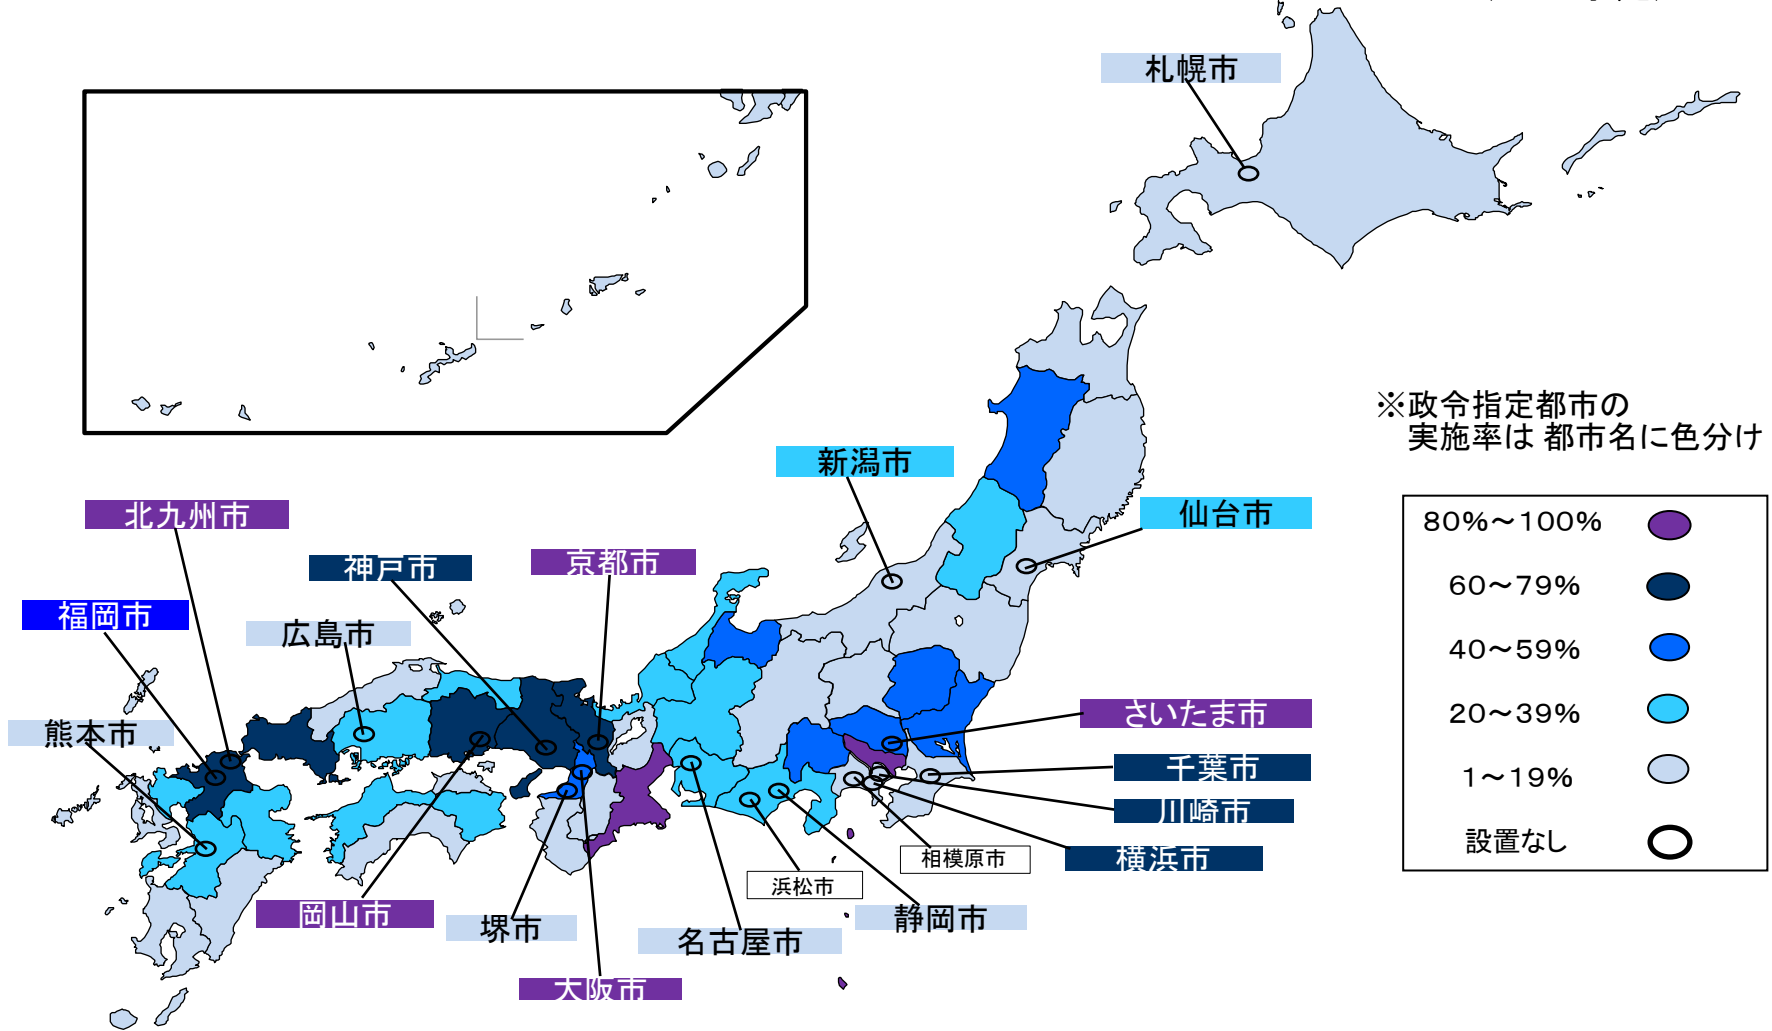 札幌市
※政令指定都市の
実施率は 都市名に色分け
新潟市
仙台市
北九州市
神戸市
京都市
福岡市
広島市
熊本市
さいたま市
千葉市
川崎市
横浜市
相模原市
浜松市
岡山市
堺市
名古屋市
静岡市
大阪市
80%～100%
60～79%
40～59%
20～39%
1～19%
設置なし